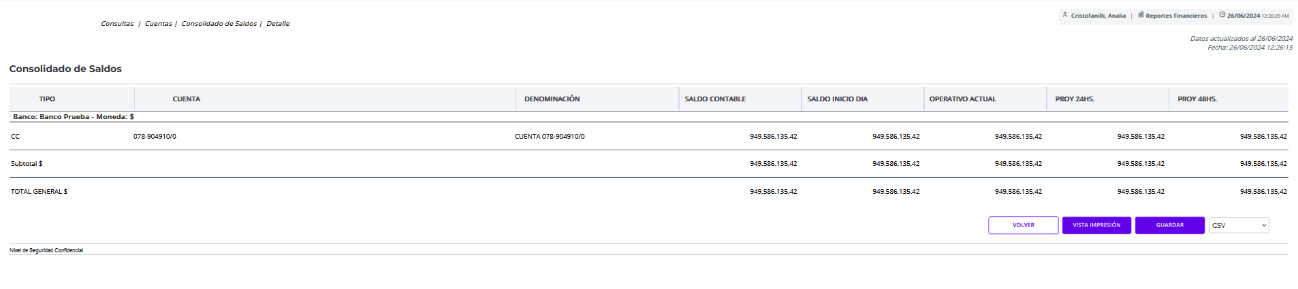 Consultas | Cuentas | Consolidado de Saldos | Detalle
Cristofanilli, Analia | Reportes Financieros | 26/06/2024 12:26:29 AM
Datos actualizados al 26/06/2024
Fecha: 26/06/2024 12:26:15
Consolidado de Saldos
TIPO CUENTA DENOMINACIÓN SALDO CONTABLE SALDO INICIO DIA OPERATIVO ACTUAL PROY 24HS. PROY 48HS.
Banco: Banco Prueba - Moneda: $
CC 078-904910/0 CUENTA 078-904910/0 949.586.135,42 949.586.135,42 949.586.135,42 949.586.135,42 949.586.135,42
Subtotal $ 949.586.135,42 949.586.135,42 949.586.135,42 949.586.135,42 949.586.135,42
TOTAL GENERAL $ 949.586.135,42 949.586.135,42 949.586.135,42 949.586.135,42 949.586.135,42
VOLVER VISTA IMPRESIÓN GUARDAR CSV
Nivel de Seguridad Confidencial